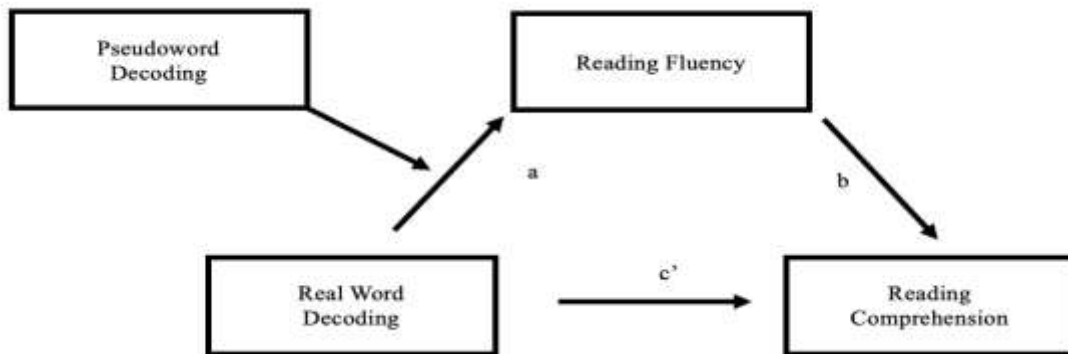 Pseudoword
Decoding
Reading Fluency
a
b
Real Word
Decoding
c’
Reading
Comprehension